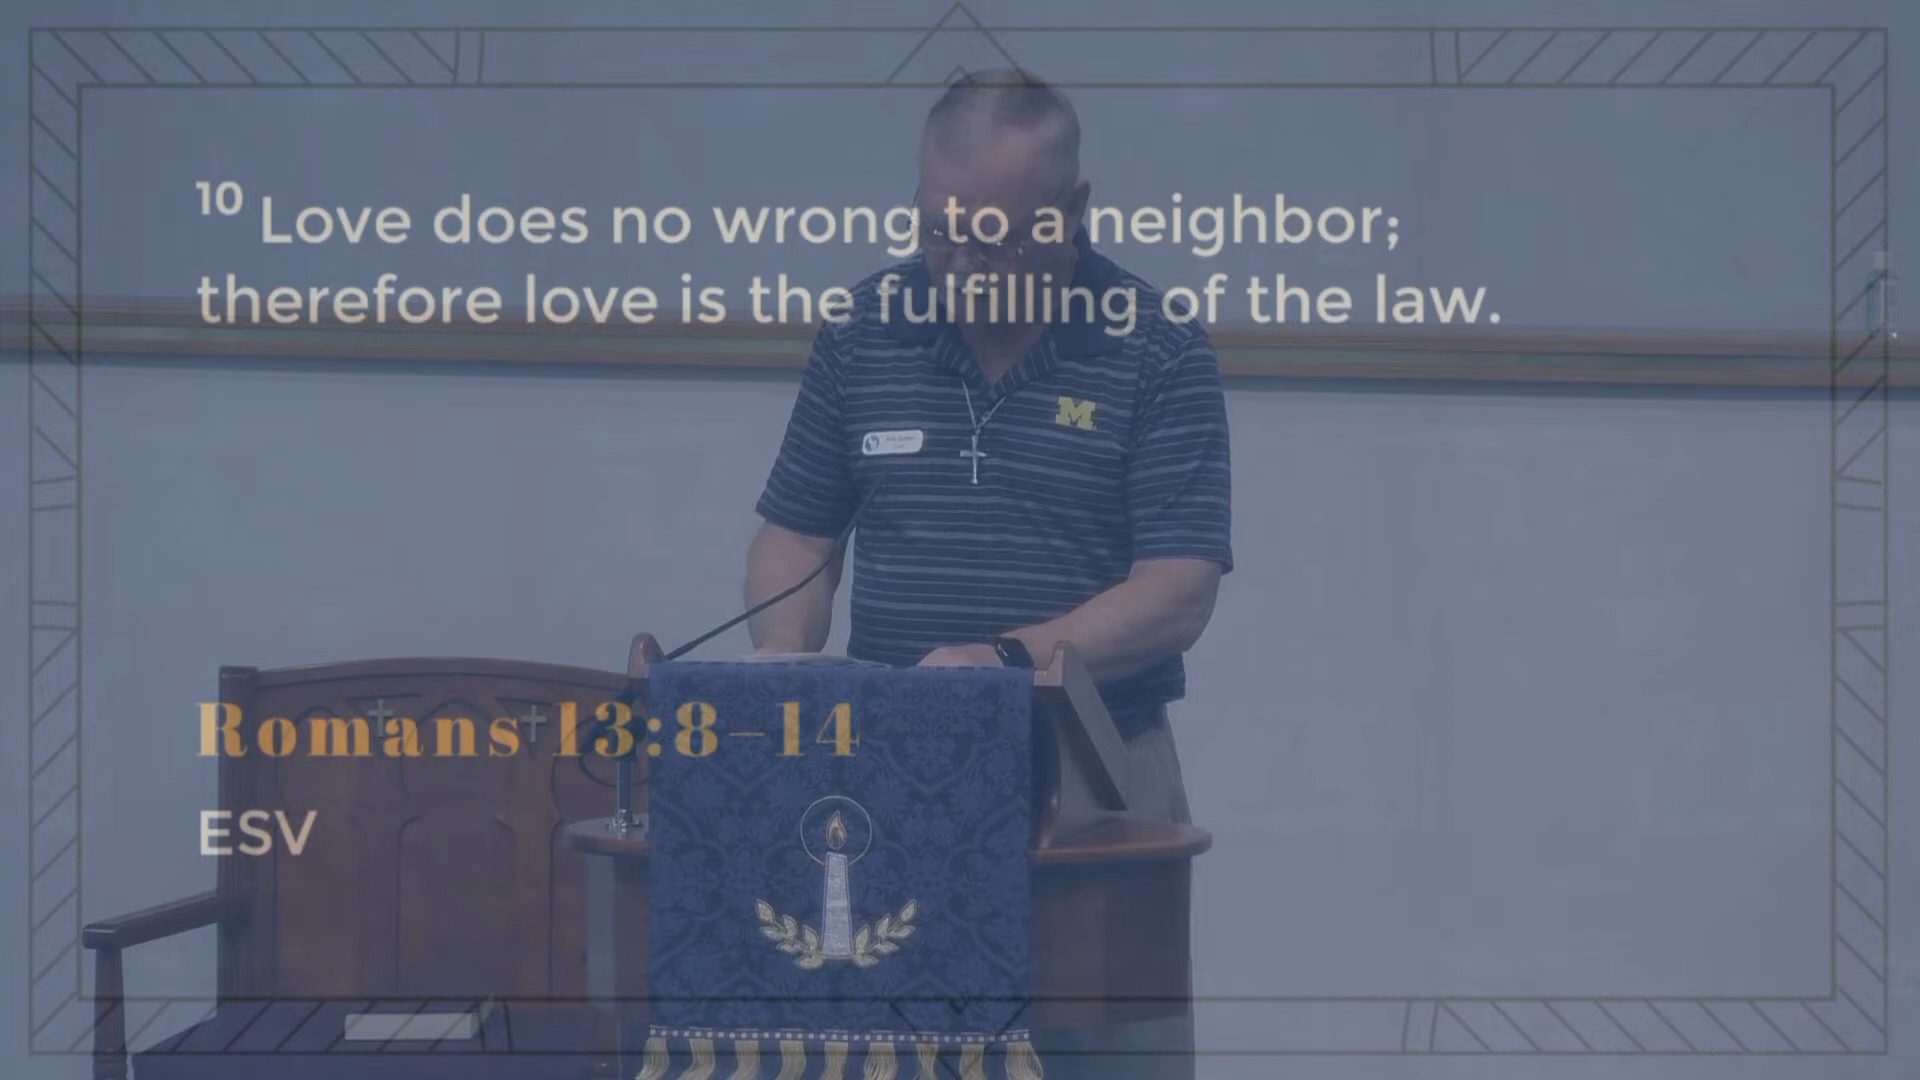 10 Love does no wrong to a neighbor;
therefore love is the fulfilling of the law.
M
Romans 13:8–14
ESV